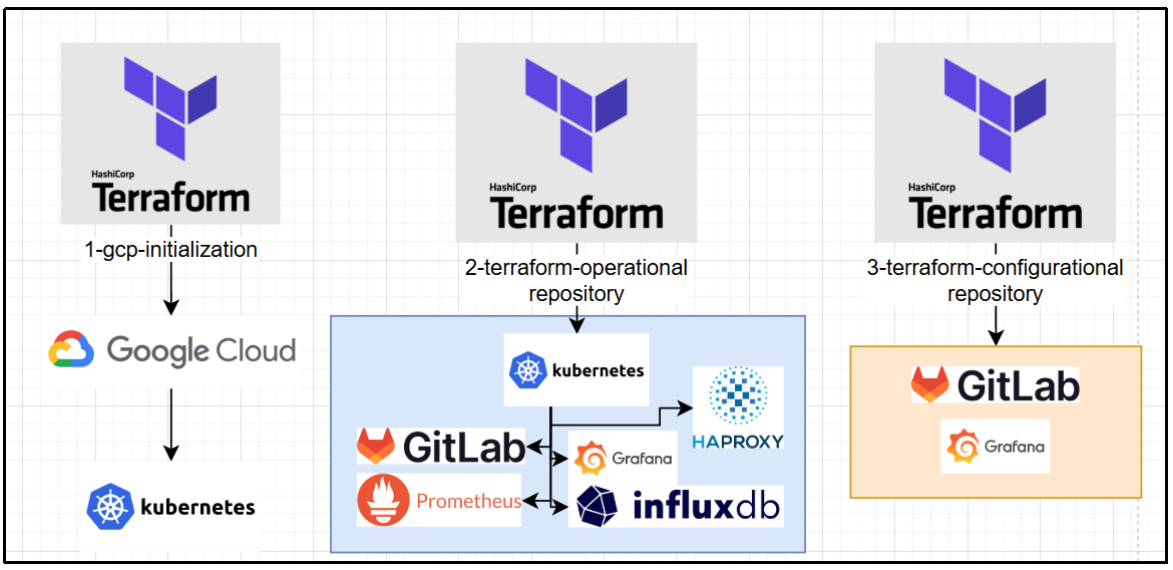 HashiCorp
Terraform
1-gcp-initialization
Google Cloud
kubernetes
HashiCorp
Terraform
2-terraform-operational
repository
kubernetes
HAPROXY
GitLab
Grafana
Prometheus
influxdb
HashiCorp
Terraform
3-terraform-configurational
repository
GitLab
Grafana